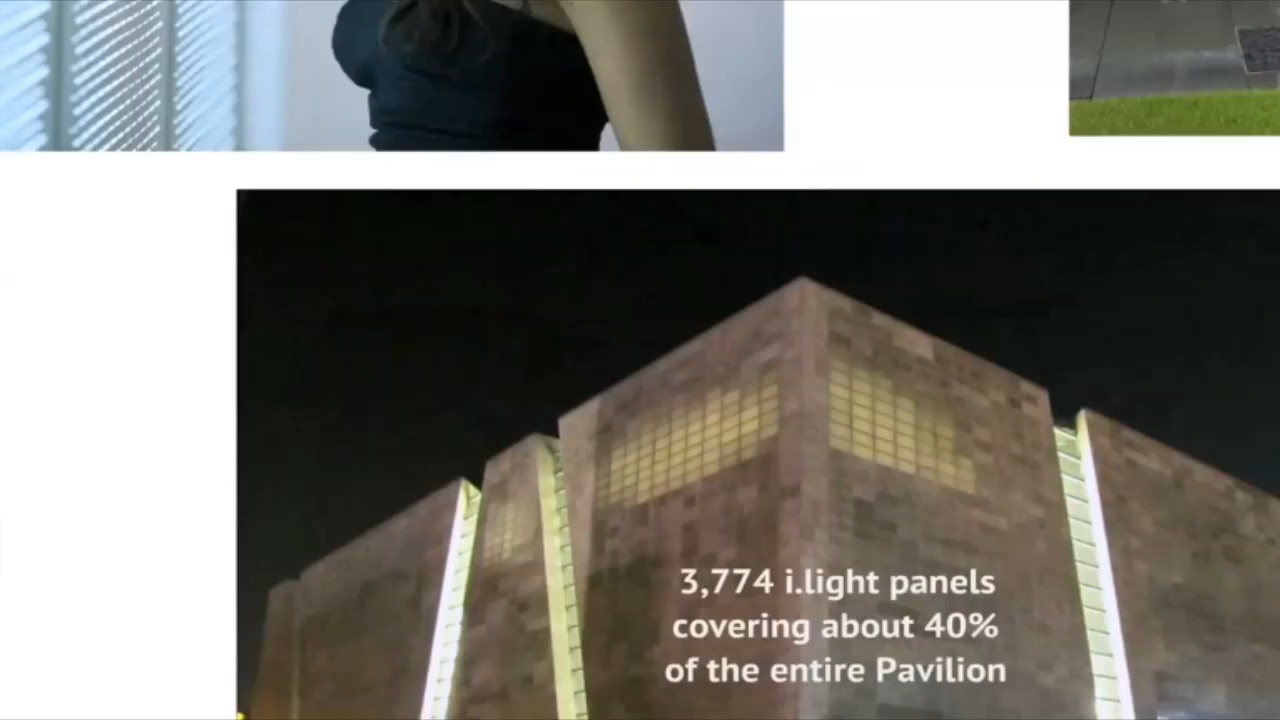 3,774 i.light panels
covering about 40%
of the entire Pavilion